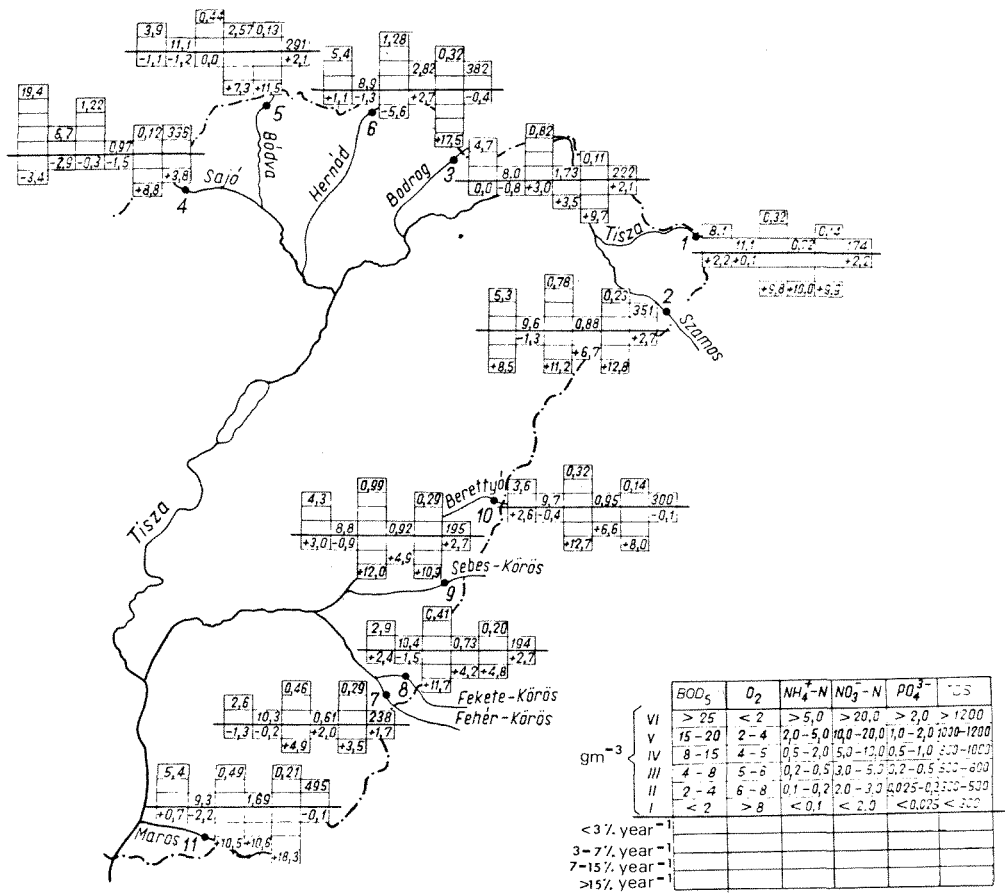 3,9 11,1 0,44 2,57 0,13 291
-1,1 -1,2 0,0 +7,3 +11,5 +2,1
5
Bódva
5,4 8,9 1,28 2,82 0,32 382
+1,1 -1,3 -5,6 +2,7 +17,5 -0,4
6
Hernád
19,4 6,7 1,22 0,97 0,12
-3,4 -2,9 -0,3 -1,5 +8,8 +3,8
4
Sajó
4,7 8,0 0,82 1,73 0,11 222
0,0 -0,8 +3,0 +3,5 +9,7 +2,1
3
Bodrog
Tisza
8,1 11,1 0,32 174
+2,2 +0,1 +9,8 +10,0 +2,2
1
5,3 9,6 0,78 0,88 351
+8,5 -1,3 +11,2 +6,7 +12,8 +2,7
2
Szamos
Tisza
3,6 9,7 0,32 0,95 0,14 300
+2,6 -0,4 +12,7 +6,6 +8,0 -0,1
Berettyó
10
4,3 8,8 0,99 0,92 0,29 195
+3,0 -0,9 +12,0 +4,9 +10,9 +2,7
Sebes-Körös
9
2,9 10,4 0,41 0,73 0,20 194
+2,4 -1,5 +11,7 +4,2 +4,8 +2,7
8
Fekete-Körös
7
Fehér-Körös
2,6 10,3 0,46 0,61 0,29 238
-1,3 -0,2 +4,9 +2,0 +3,5 +1,7
5,4 9,3 0,49 1,69 0,21 495
+0,7 -2,2 +10,5 +10,6 +18,3 -0,1
Maros 11
BOD5 O2 NH4+-N NO3--N PO4 3-
VI > 25 < 2 > 5,0 > 20,0 > 2,0 > 1200
V 15-20 2-4 2,0-5,0 10,0-20,0 1,0-2,0 1000-1200
IV 8-15 4-5 0,5-2,0 5,0-10,0 0,5-1,0
III 4-8 5-6 0,2-0,5 3,0-5,0 0,2-0,5
II 2-4 6-8 0,1-0,2 2,0-3,0
I < 2 > 8 < 0,1 < 2,0 < 0,025
gm-3
<3% year-1
3-7% year-1
7-15% year-1
>15% year-1